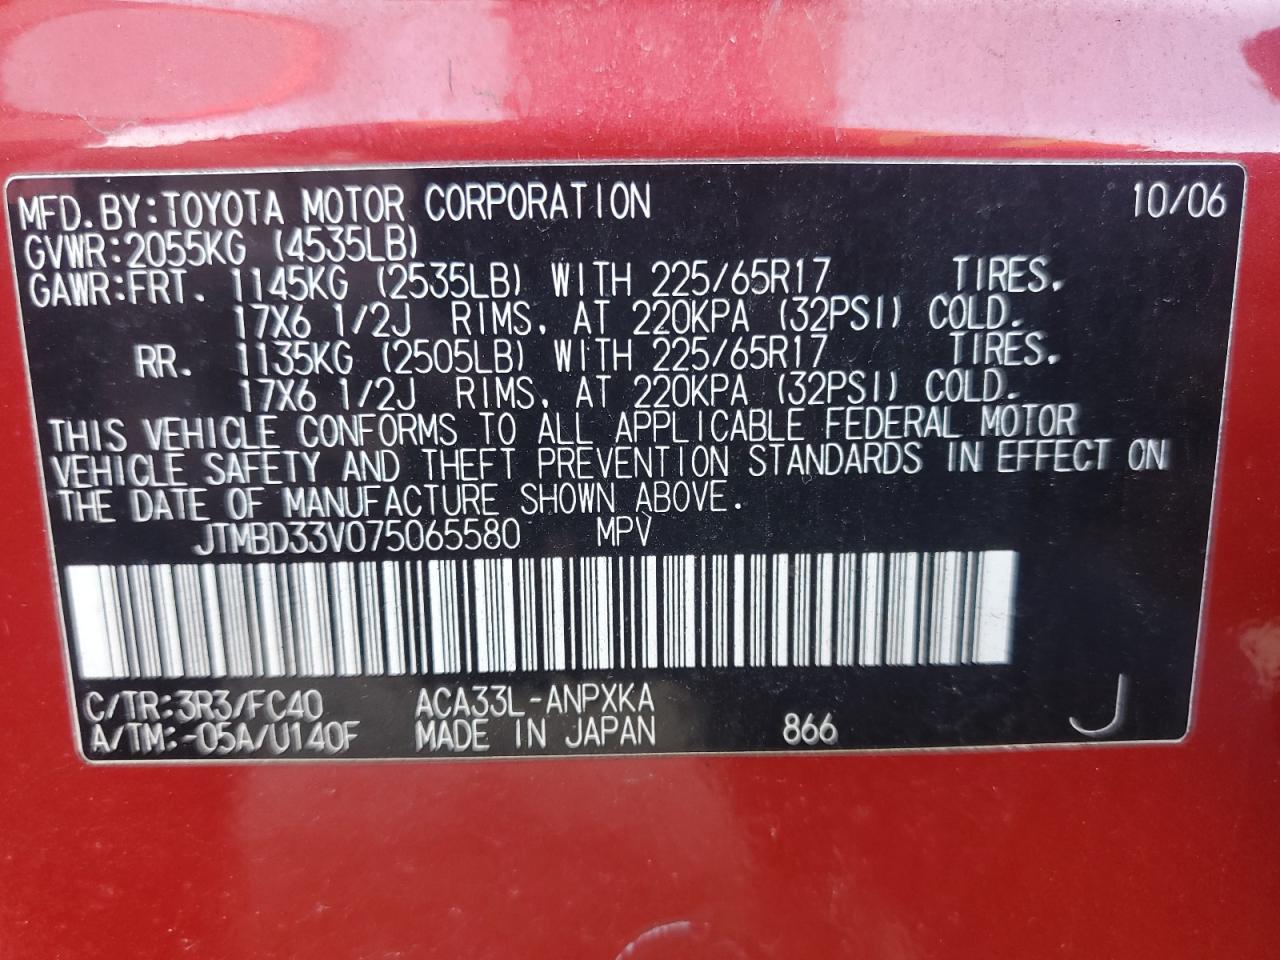 MFD.BY:TOYOTA MOTOR CORPORATION 10/06
GVWR:2055KG (4535LB)
GAWR:FRT. 1145KG (2535LB) WITH 225/65R17 TIRES.
17X6 1/2J RIMS, AT 220KPA (32PSI) COLD.
RR. 1135KG (2505LB) WITH 225/65R17 TIRES.
17X6 1/2J RIMS, AT 220KPA (32PSI) COLD.
THIS VEHICLE CONFORMS TO ALL APPLICABLE FEDERAL MOTOR
VEHICLE SAFETY AND THEFT PREVENTION STANDARDS IN EFFECT ON
THE DATE OF MANUFACTURE SHOWN ABOVE.
JTMBD33V075065580 MPV
C/TR:3R3/FC40 ACA33L-ANPXKA
A/TM:-05A/U140F MADE IN JAPAN 866 J